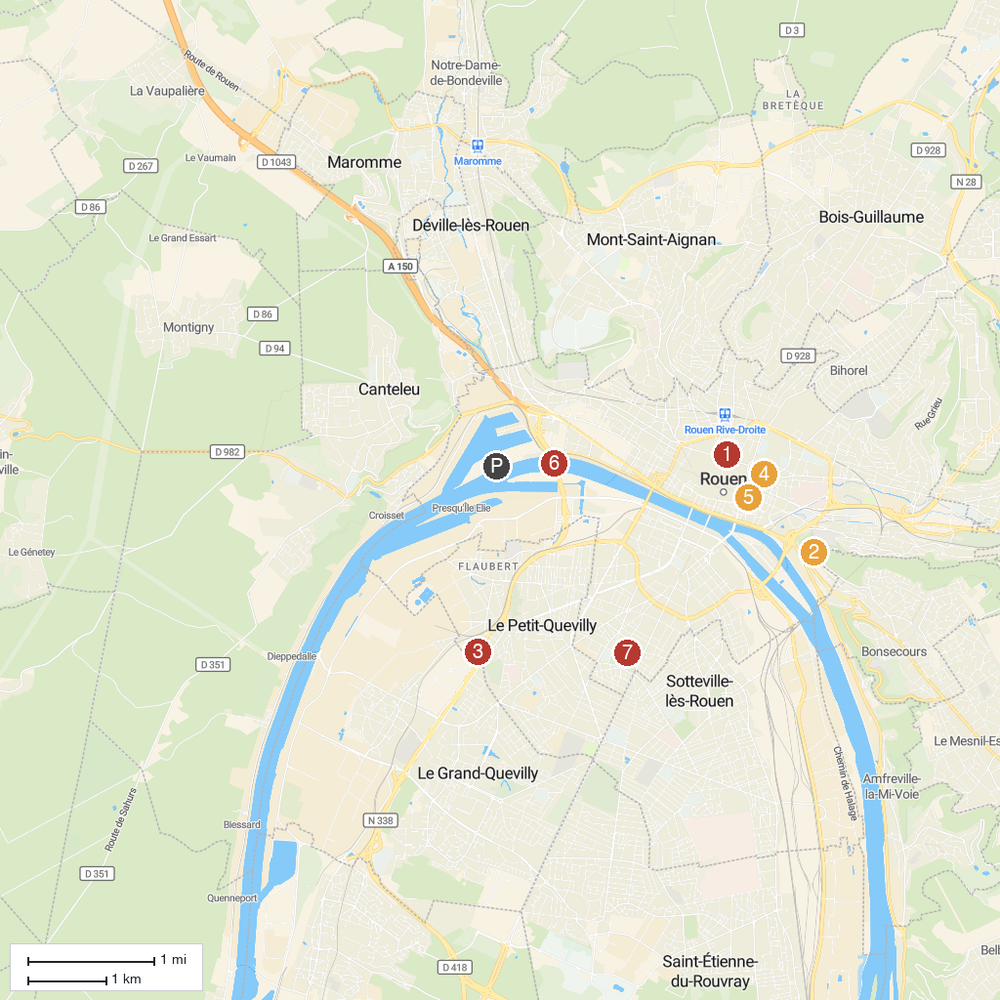 D 3
Route de Rouen
Notre-Dame-
de-Bondeville
La Vaupalière
LA
BRETÈQUE
Maromme
Le Vaumain
D 1043
Maromme
D 267
D 928
N 28
D 86
Déville-lès-Rouen
Bois-Guillaume
Le Grand Essart
Mont-Saint-Aignan
A 150
D 86
Montigny
D 94
D 928
Bihorel
Canteleu
Rue Grieu
Rouen Rive-Droite
D 982
in-
ville
1
P
6
Rouen
4
5
Croisset
Presqu'Île Elie
Le Génetey
FLAUBERT
2
Le Petit-Quevilly
3
7
Dieppedalle
D 351
Bonsecours
Sotteville-
lès-Rouen
Le Mesnil-Es
Le Grand-Quevilly
Chemin de Halage
Amfreville-
la-Mi-Voie
Route de Sahurs
N 338
Blessard
D 351
Quenneport
1 mi
1 km
D 418
Saint-Étienne-
du-Rouvray
Bell